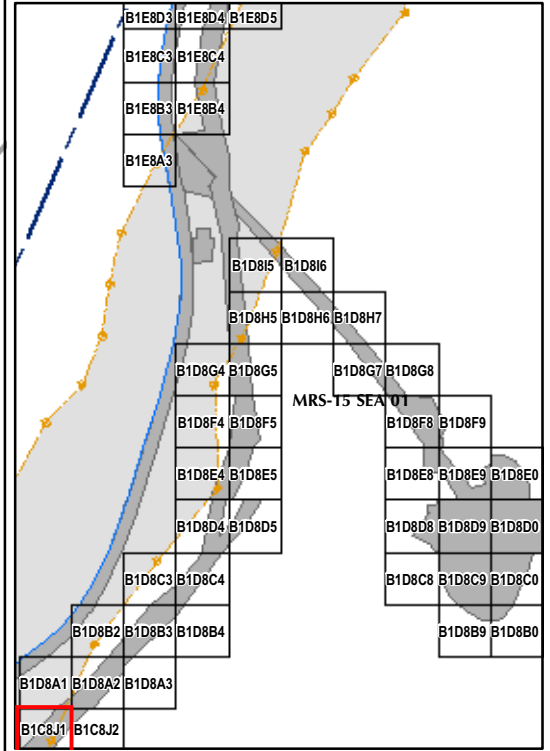 B1E8D3 B1E8D4 B1E8D5
B1E8C3 B1E8C4
B1E8B3 B1E8B4
B1E8A3
B1D8I5 B1D8I6
B1D8H5 B1D8H6 B1D8H7
B1D8G4 B1D8G5 B1D8G7 B1D8G8
MRS-15 SEA 01
B1D8F4 B1D8F5 B1D8F8 B1D8F9
B1D8E4 B1D8E5 B1D8E8 B1D8E9 B1D8E0
B1D8D4 B1D8D5 B1D8D8 B1D8D9 B1D8D0
B1D8C3 B1D8C4 B1D8C8 B1D8C9 B1D8C0
B1D8B2 B1D8B3 B1D8B4 B1D8B9 B1D8B0
B1D8A1 B1D8A2 B1D8A3
B1C8J1 B1C8J2